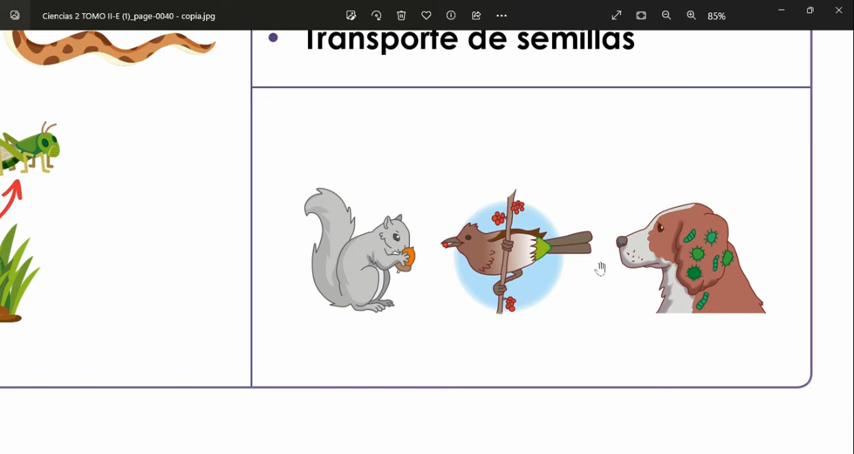 Ciencias 2 TOMO II-E (1)_page-0040 - copia.jpg
85%
Transporte de semillas